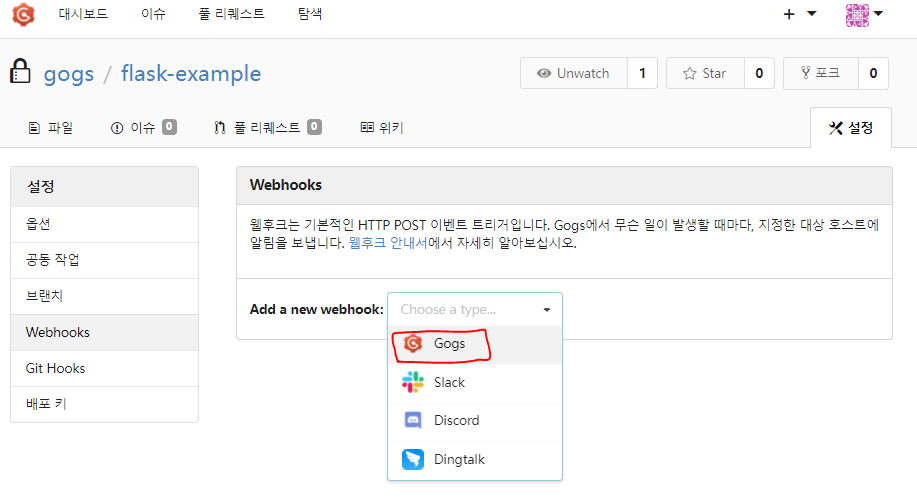 대시보드 이슈 풀 리퀘스트 탐색
gogs / flask-example
Unwatch 1 Star 0 포크 0
파일 이슈 0 풀 리퀘스트 0 위키 설정
설정
옵션
공동 작업
브랜치
Webhooks
Git Hooks
배포 키
Webhooks
웹후크는 기본적인 HTTP POST 이벤트 트리거입니다. Gogs에서 무슨 일이 발생할 때마다, 지정한 대상 호스트에
알림을 보냅니다. 웹후크 안내서에서 자세히 알아보십시오.
Add a new webhook: Choose a type...
Gogs
Slack
Discord
Dingtalk